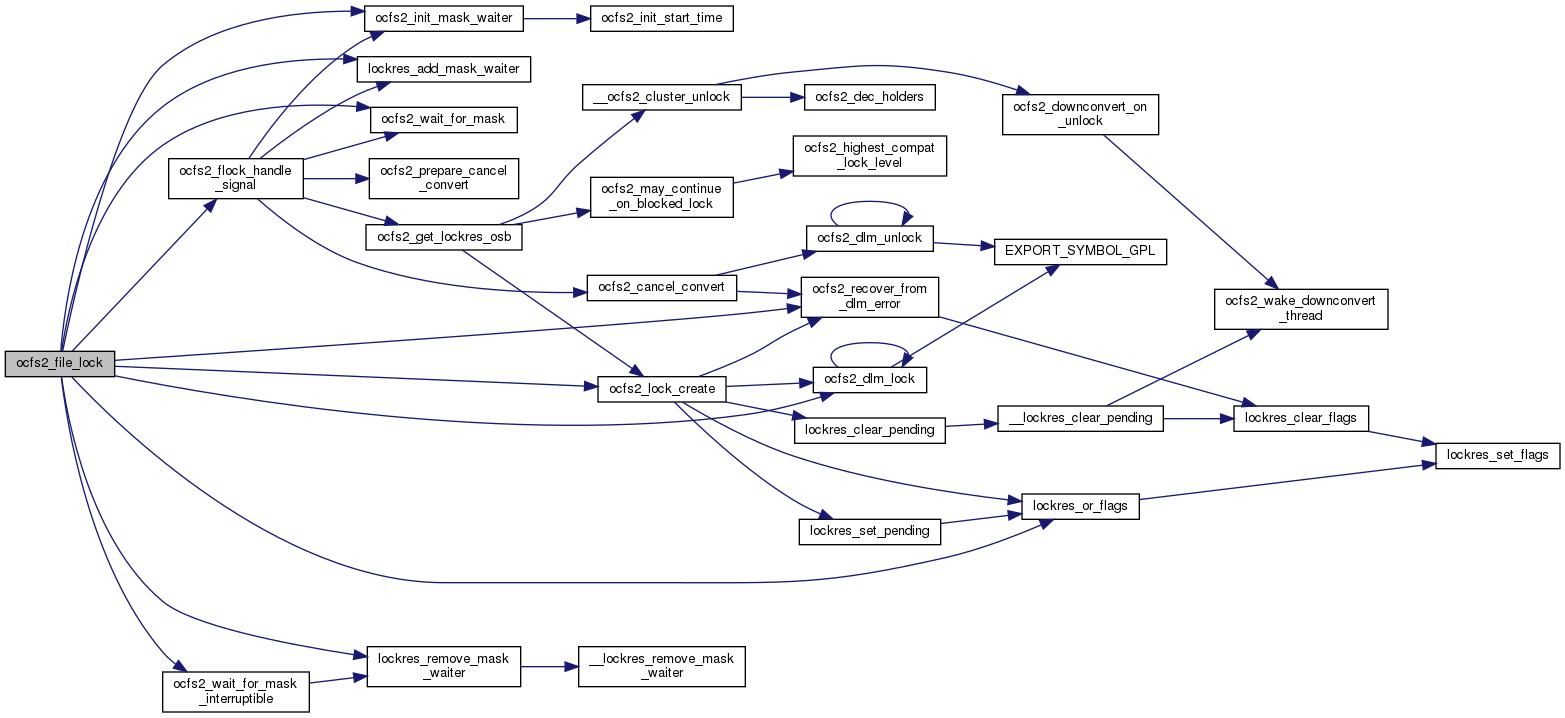 ocfs2_init_mask_waiter
ocfs2_init_start_time
lockres_add_mask_waiter
__ocfs2_cluster_unlock
ocfs2_dec_holders
ocfs2_downconvert_on
_unlock
ocfs2_wait_for_mask
ocfs2_highest_compat
_lock_level
ocfs2_flock_handle
_signal
ocfs2_prepare_cancel
_convert
ocfs2_may_continue
_on_blocked_lock
ocfs2_get_lockres_osb
ocfs2_dlm_unlock
EXPORT_SYMBOL_GPL
ocfs2_cancel_convert
ocfs2_recover_from
_dlm_error
ocfs2_wake_downconvert
_thread
ocfs2_file_lock
ocfs2_lock_create
ocfs2_dlm_lock
lockres_clear_pending
__lockres_clear_pending
lockres_clear_flags
lockres_set_flags
lockres_or_flags
lockres_set_pending
lockres_remove_mask
_waiter
__lockres_remove_mask
_waiter
ocfs2_wait_for_mask
_interruptible